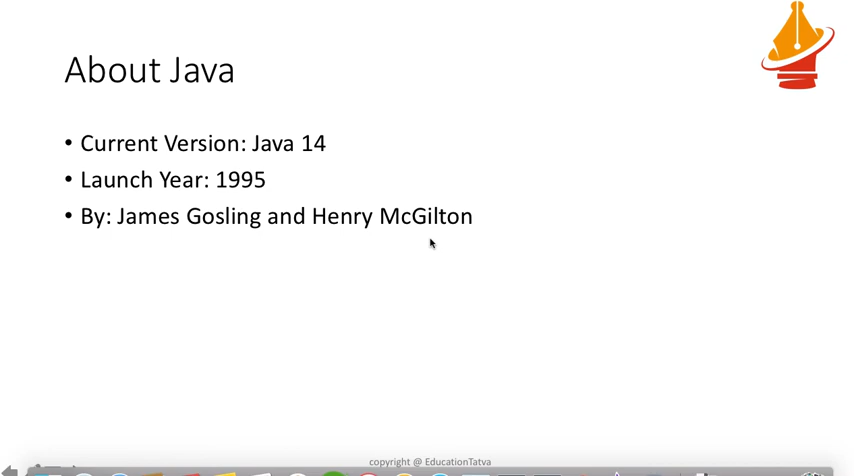 About Java
• Current Version: Java 14
• Launch Year: 1995
• By: James Gosling and Henry McGilton
copyright @ EducationTatva